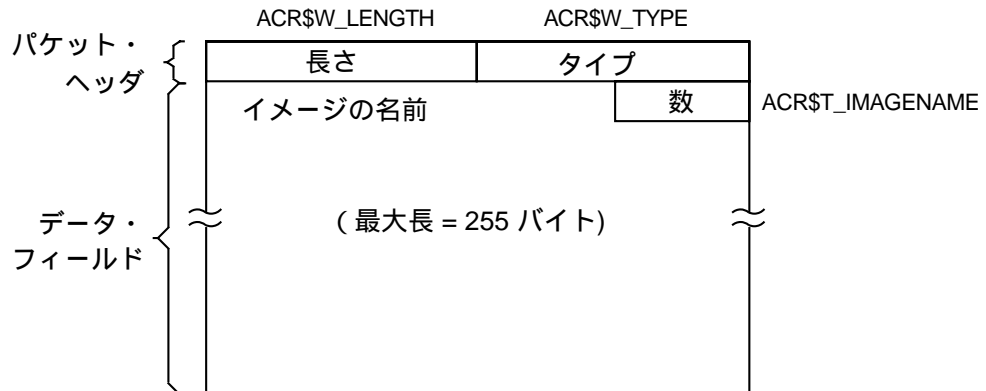 ACR$W_LENGTH ACR$W_TYPE
パケット・
ヘッダ
長さ タイプ
イメージの名前 数 ACR$T_IMAGENAME
データ・
フィールド
(最大長 = 255 バイト)